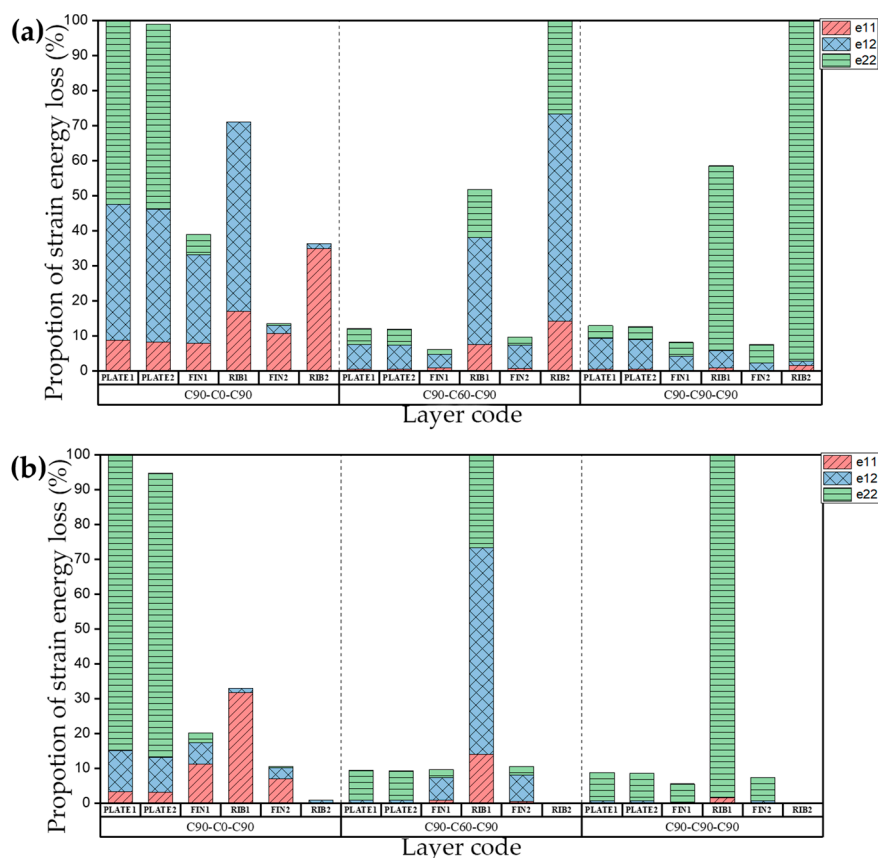 (a)
Propotion of strain energy loss (%)
100
90
80
70
60
50
40
30
20
10
0
e11
e12
e22
PLATE1 PLATE2 FIN1 RIB1 FIN2 RIB2 PLATE1 PLATE2 FIN1 RIB1 FIN2 RIB2 PLATE1 PLATE2 FIN1 RIB1 FIN2 RIB2
C90-C0-C90 C90-C60-C90 C90-C90-C90
Layer code
(b)
Propotion of strain energy loss (%)
100
90
80
70
60
50
40
30
20
10
0
e11
e12
e22
PLATE1 PLATE2 FIN1 RIB1 FIN2 RIB2 PLATE1 PLATE2 FIN1 RIB1 FIN2 RIB2 PLATE1 PLATE2 FIN1 RIB1 FIN2 RIB2
C90-C0-C90 C90-C60-C90 C90-C90-C90
Layer code